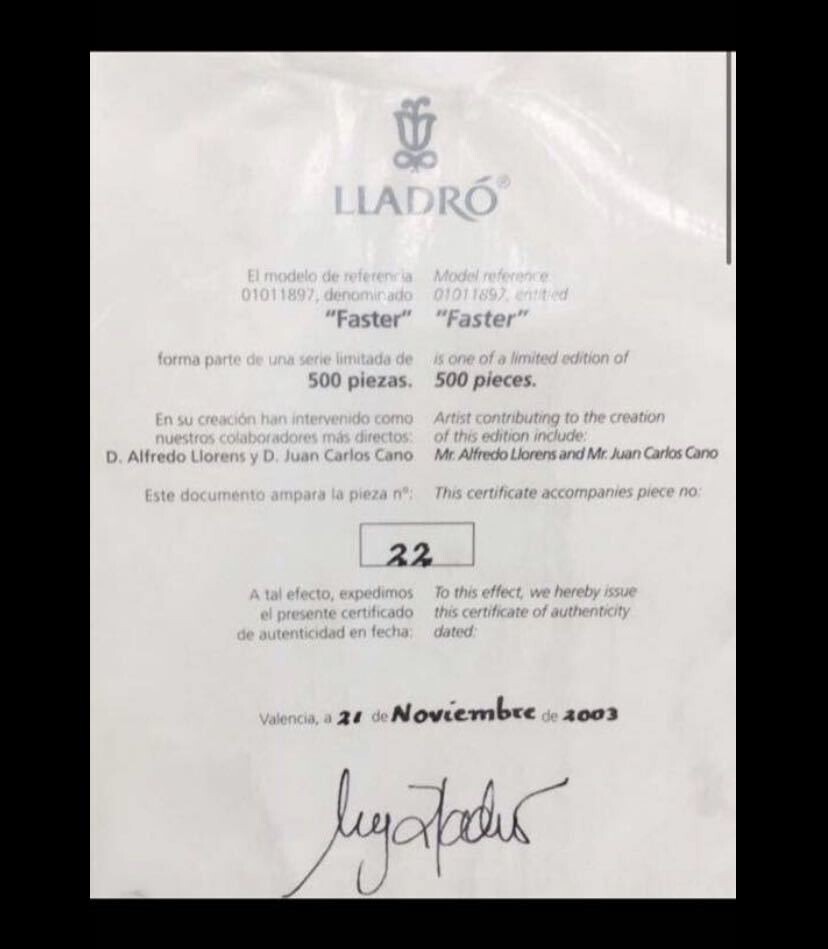 LLADRÓ®
El modelo de referencia
01011897, denominado
"Faster"
Model reference
01011897, entitled
"Faster"
forma parte de una serie limitada de
500 piezas.
is one of a limited edition of
500 pieces.
En su creación han intervenido como
nuestros colaboradores más directos:
D. Alfredo Llorens y D. Juan Carlos Cano
Artist contributing to the creation
of this edition include:
Mr. Alfredo Llorens and Mr. Juan Carlos Cano
Este documento ampara la pieza nº:
This certificate accompanies piece no:
22
A tal efecto, expedimos
el presente certificado
de autenticidad en fecha:
To this effect, we hereby issue
this certificate of authenticity
dated:
Valencia, a 21 de Noviembre de 2003